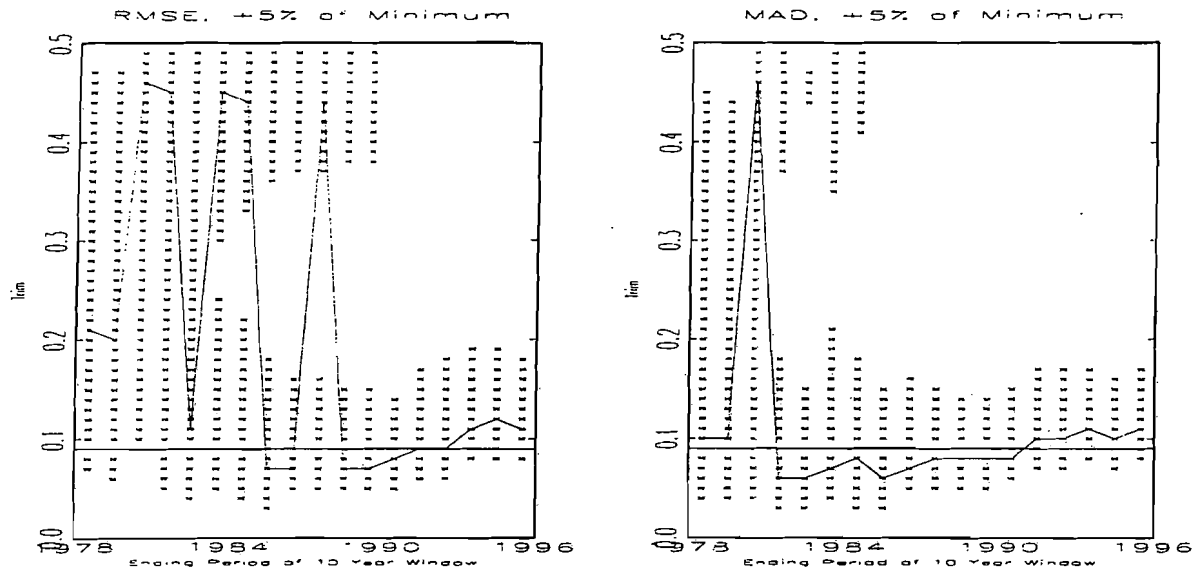 RMSE. +5% of Minimum
0.5
0.4
0.3
0.2
0.1
0.0
Trim
1978 1984 1990 1996
Ending Period of 10 Year Window
MAD. +5% of Minimum
0.5
0.4
0.3
0.2
0.1
0.0
Trim
1978 1984 1990 1996
Ending Period of 10 Year Window